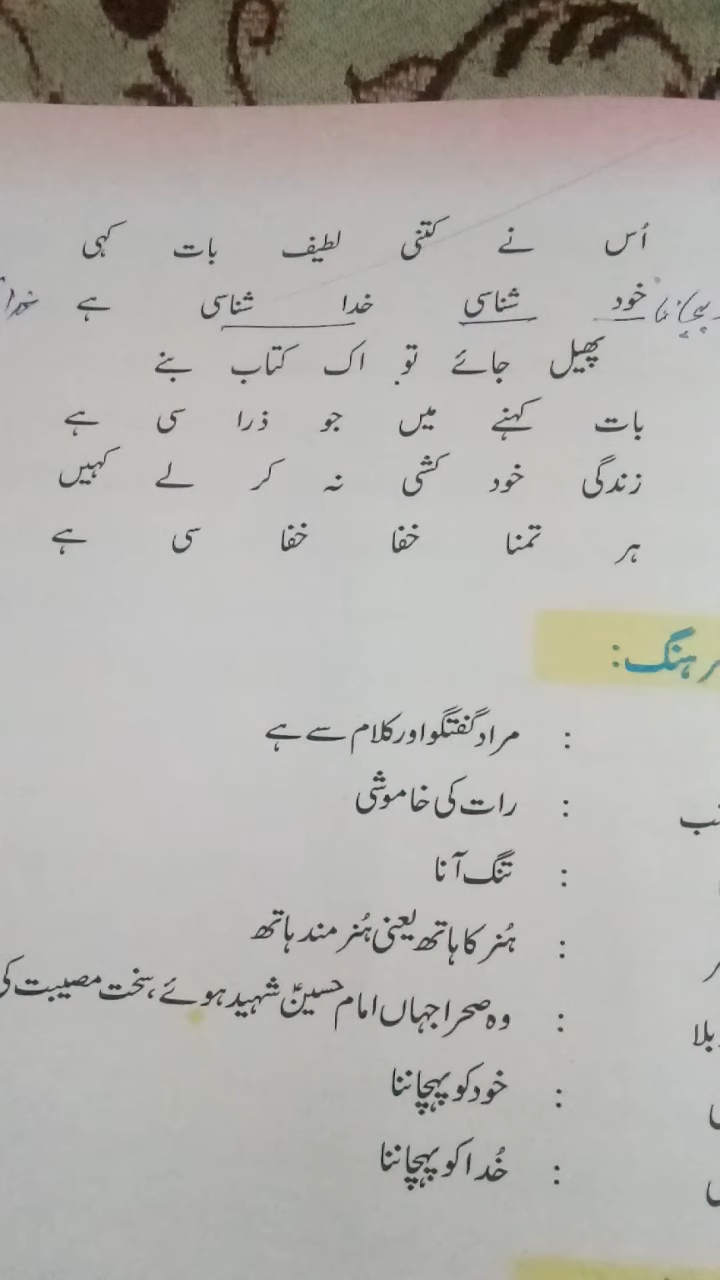 اُس نے کتنی لطیف بات کہی
خود شناسی خدا شناسی ہے
پھیل جائے تو اک کتاب بنے
بات کہنے میں جو ذرا سی ہے
زندگی خود کشی نہ کر لے کہیں
ہر تمنا خفا خفا سی ہے
رہنگ:
: مراد گفتگو اور کلام سے ہے
: رات کی خاموشی
: تنگ آنا
: ہُنر کا ہاتھ یعنی ہُنر مند ہاتھ
بلا : وہ صحرا جہاں امام حسینؑ شہید ہوئے، سخت مصیبت کی
: خود کو پہچاننا
: خُدا کو پہچاننا